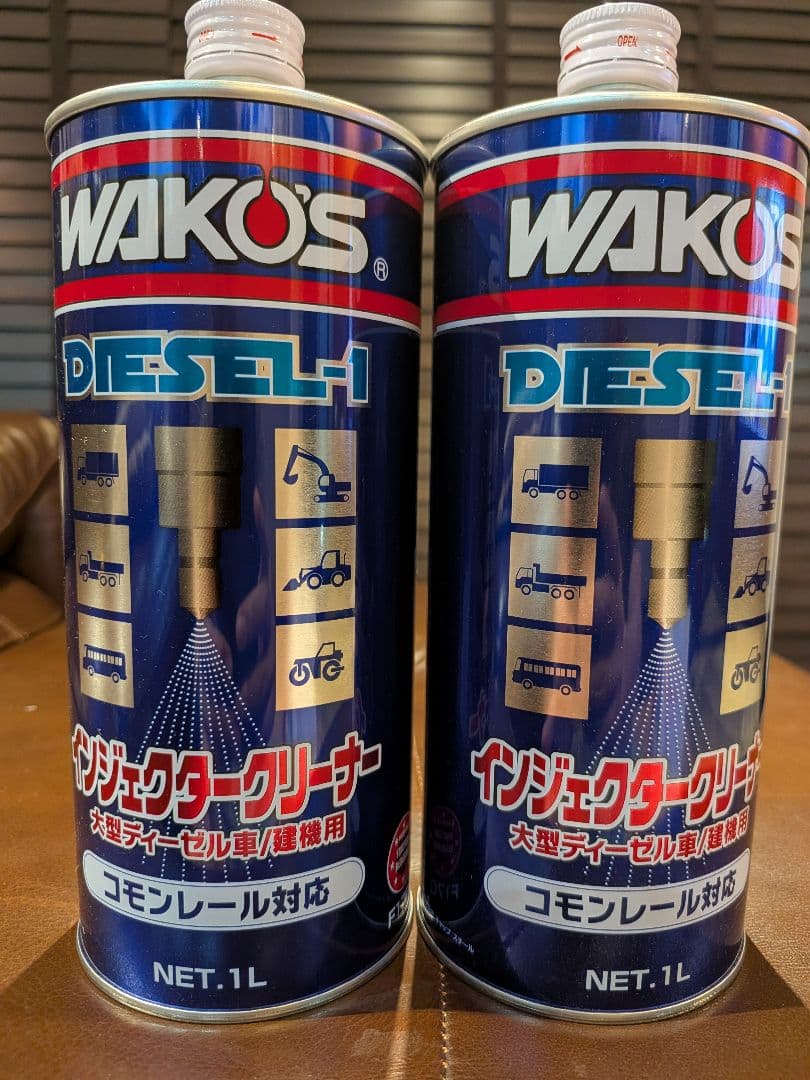 OPEN
WAKO'S ®
DIESEL-1
インジェクタークリーナー
大型ディーゼル車/建機用
コモンレール対応
NET.1L
OPEN
WAKO'S
DIESEL-1
インジェクタークリーナ
大型ディーゼル車/建機用
コモンレール対応
NET.1L